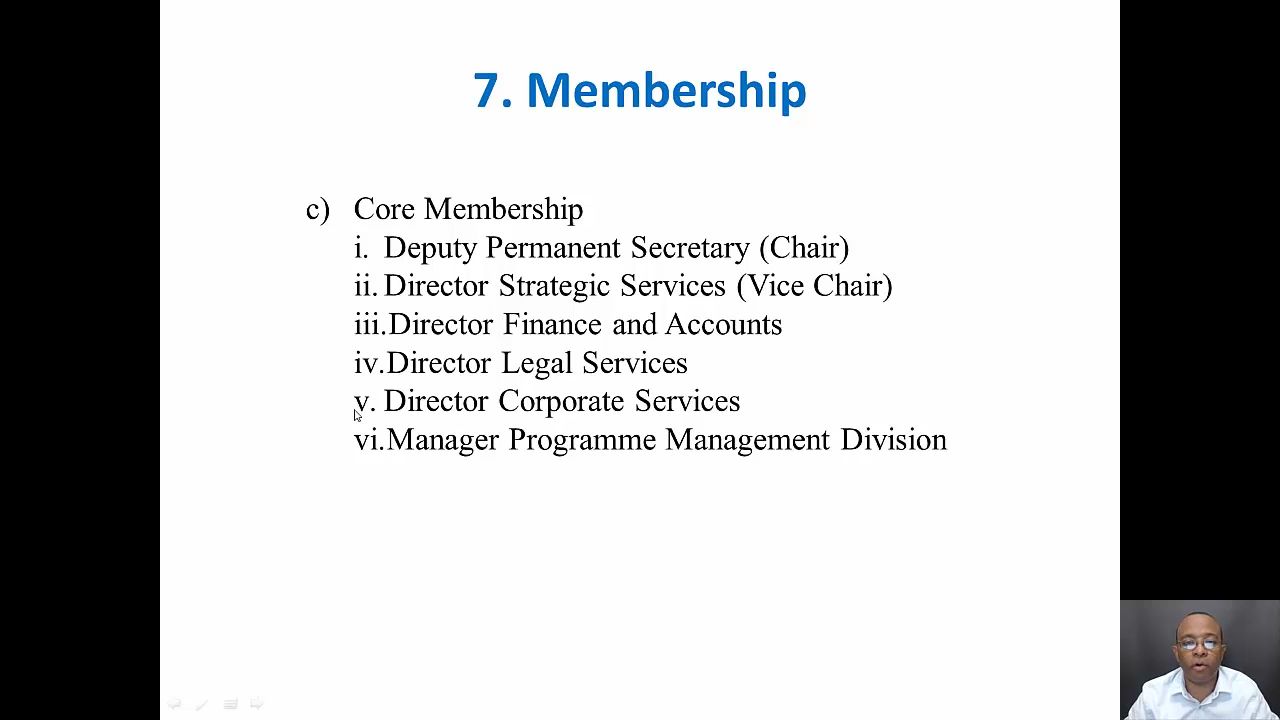 7. Membership
c) Core Membership
i. Deputy Permanent Secretary (Chair)
ii. Director Strategic Services (Vice Chair)
iii.Director Finance and Accounts
iv.Director Legal Services
v. Director Corporate Services
vi.Manager Programme Management Division